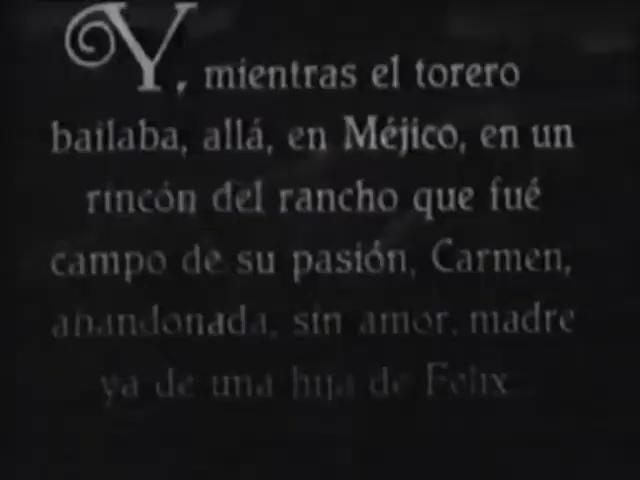 Y, mientras el torero
bailaba, allá, en Méjico, en un
rincón del rancho que fué
campo de su pasión, Carmen,
abandonada, sin amor, madre
ya de una hija de Felix...